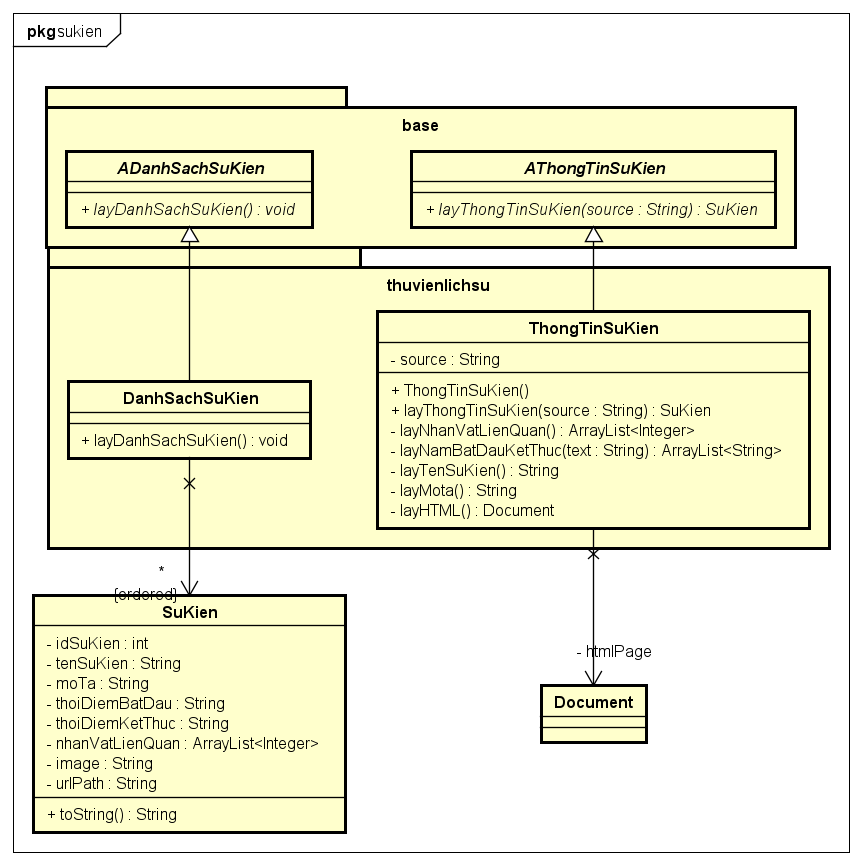 pkg sukien
base
ADanhSachSuKien
+ layDanhSachSuKien() : void
AThongTinSuKien
+ layThongTinSuKien(source : String) : SuKien
thuvienlichsu
DanhSachSuKien
+ layDanhSachSuKien() : void
ThongTinSuKien
- source : String
+ ThongTinSuKien()
+ layThongTinSuKien(source : String) : SuKien
- layNhanVatLienQuan() : ArrayList<Integer>
- layNamBatDauKetThuc(text : String) : ArrayList<String>
- layTenSuKien() : String
- layMota() : String
- layHTML() : Document
*
{ordered}
SuKien
- idSuKien : int
- tenSuKien : String
- moTa : String
- thoiDiemBatDau : String
- thoiDiemKetThuc : String
- nhanVatLienQuan : ArrayList<Integer>
- image : String
- urlPath : String
+ toString() : String
- htmlPage
Document